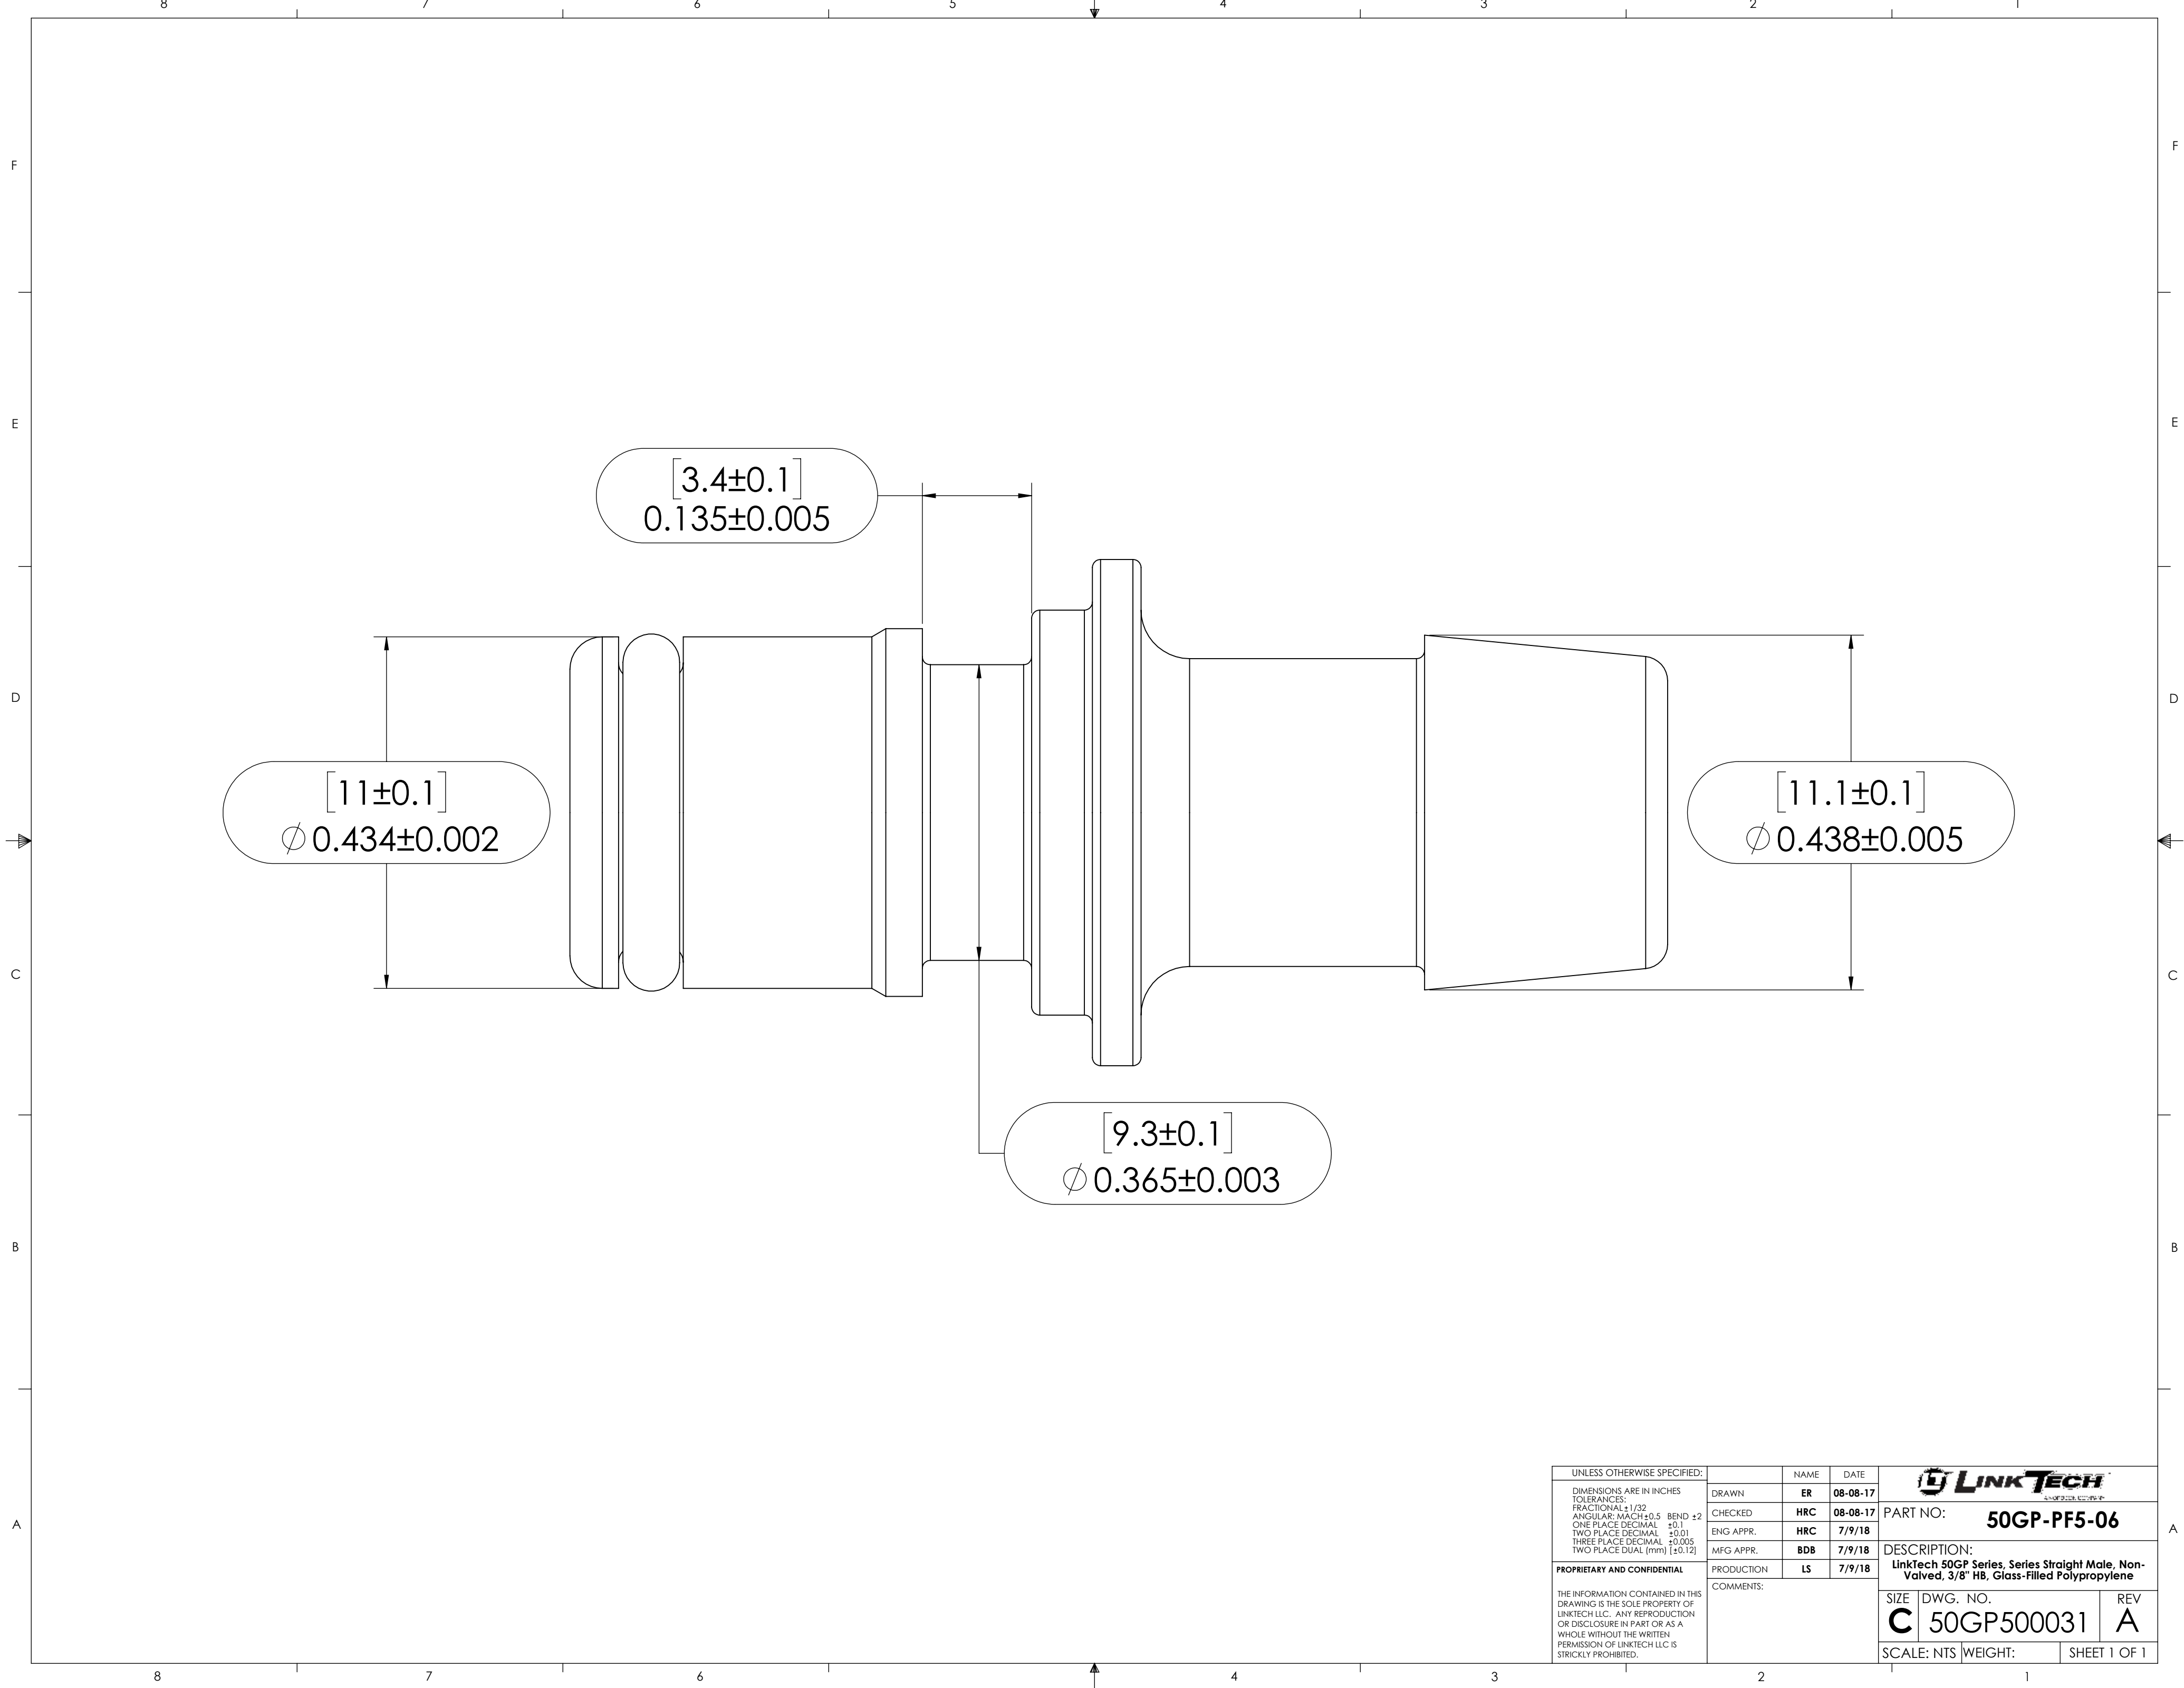 8 7 6 5 4 3 2 1
F F
E E
[3.4±0.1]
0.135±0.005
D D
[11±0.1]
⌀ 0.434±0.002
[11.1±0.1]
⌀ 0.438±0.005
C C
[9.3±0.1]
⌀ 0.365±0.003
B B
A A
UNLESS OTHERWISE SPECIFIED:
DIMENSIONS ARE IN INCHES
TOLERANCES:
FRACTIONAL±1/32
ANGULAR: MACH±0.5 BEND ±2
ONE PLACE DECIMAL ±0.1
TWO PLACE DECIMAL ±0.01
THREE PLACE DECIMAL ±0.005
TWO PLACE DUAL (mm) [±0.12]
PROPRIETARY AND CONFIDENTIAL
THE INFORMATION CONTAINED IN THIS
DRAWING IS THE SOLE PROPERTY OF
LINKTECH LLC. ANY REPRODUCTION
OR DISCLOSURE IN PART OR AS A
WHOLE WITHOUT THE WRITTEN
PERMISSION OF LINKTECH LLC IS
STRICKLY PROHIBITED.
NAME DATE
DRAWN ER 08-08-17
CHECKED HRC 08-08-17
ENG APPR. HRC 7/9/18
MFG APPR. BDB 7/9/18
PRODUCTION LS 7/9/18
COMMENTS:
LINKTECH
PART NO: 50GP-PF5-06
DESCRIPTION:
LinkTech 50GP Series, Series Straight Male, Non-
Valved, 3/8" HB, Glass-Filled Polypropylene
SIZE DWG. NO. REV
C 50GP500031 A
SCALE: NTS WEIGHT: SHEET 1 OF 1
8 7 6 4 3 2 1